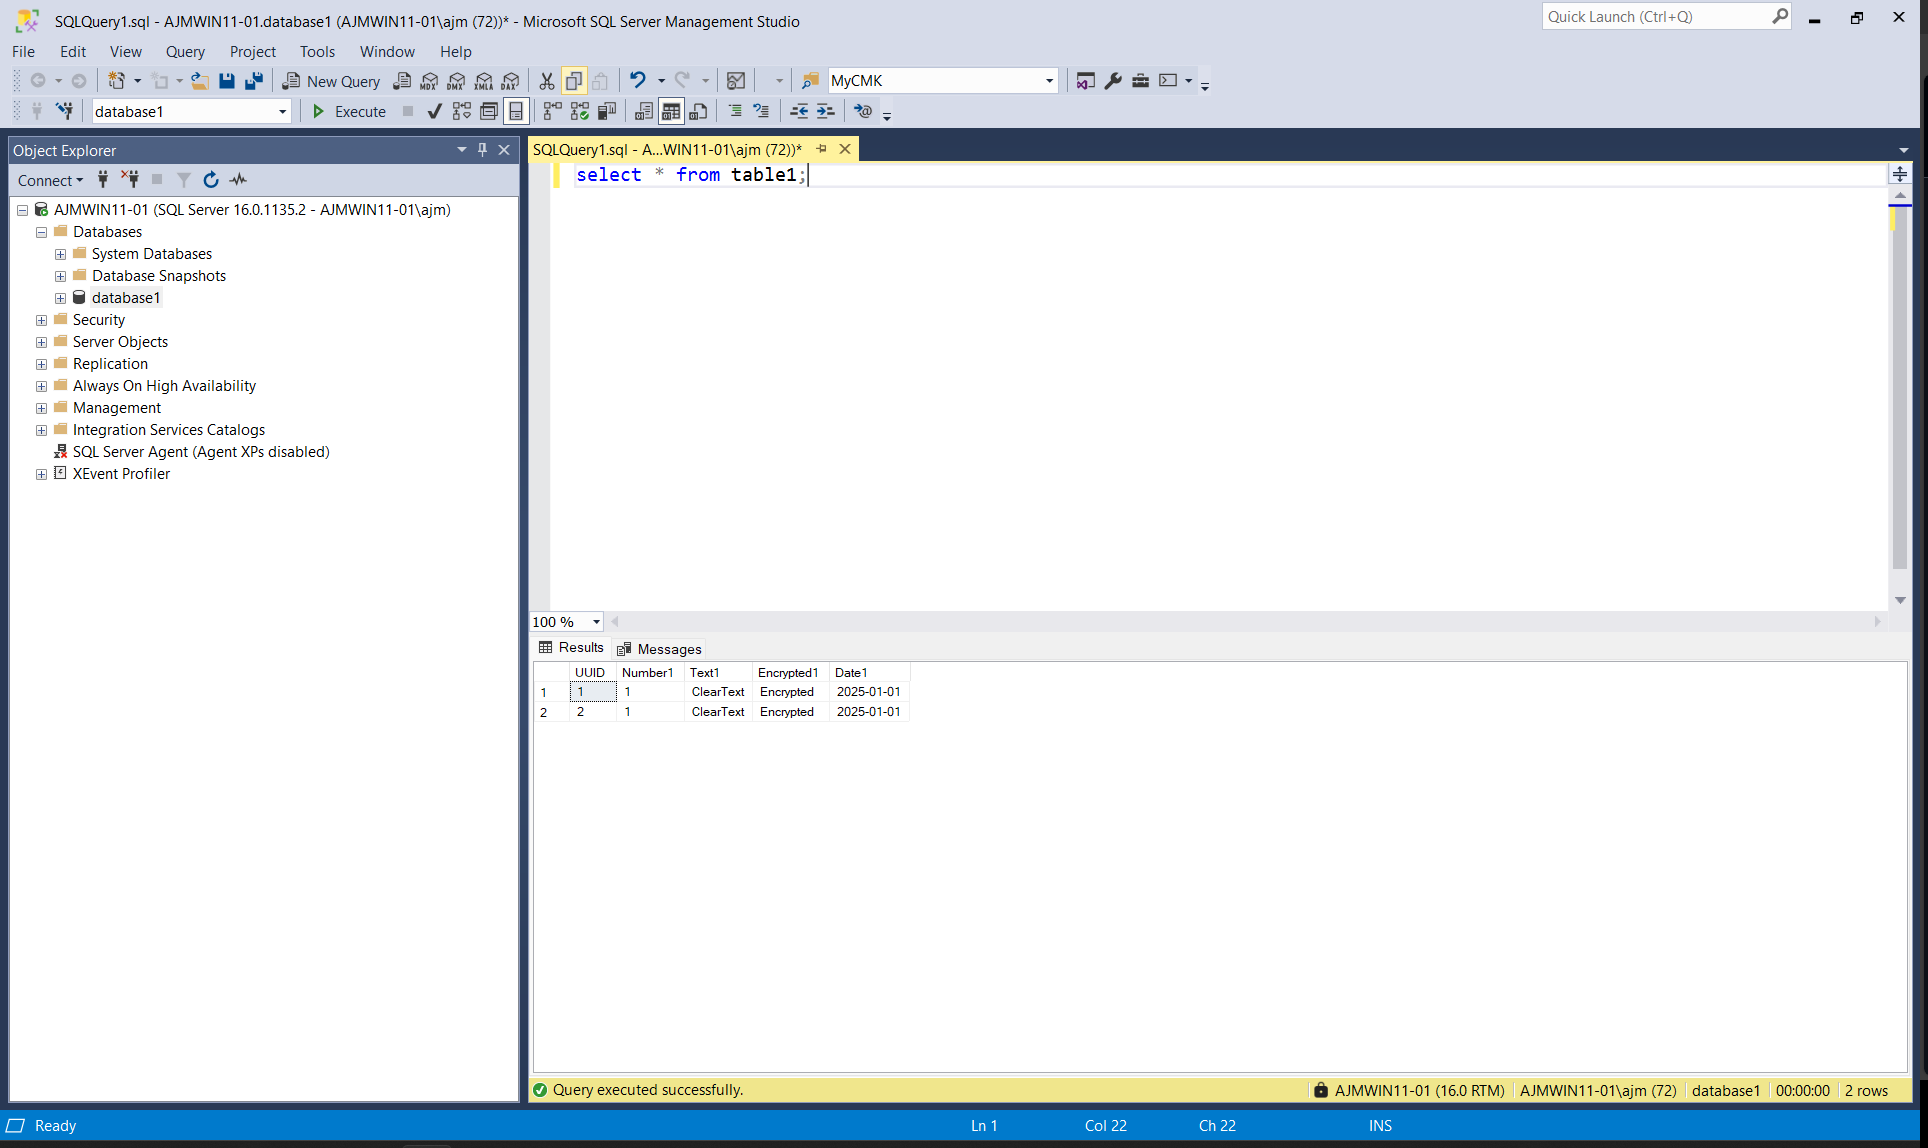 SQLQuery1.sql - AJMWIN11-01.database1 (AJMWIN11-01\ajm (72))* - Microsoft SQL Server Management Studio
Quick Launch (Ctrl+Q)
File Edit View Query Project Tools Window Help
New Query MDX DMX XMLA DAX MyCMK
database1 Execute
Object Explorer
Connect
AJMWIN11-01 (SQL Server 16.0.1135.2 - AJMWIN11-01\ajm)
Databases
System Databases
Database Snapshots
database1
Security
Server Objects
Replication
Always On High Availability
Management
Integration Services Catalogs
SQL Server Agent (Agent XPs disabled)
XEvent Profiler
SQLQuery1.sql - A...WIN11-01\ajm (72))*
select * from table1;
100 %
Results Messages
UUID Number1 Text1 Encrypted1 Date1
1 1 1 ClearText Encrypted 2025-01-01
2 2 1 ClearText Encrypted 2025-01-01
Query executed successfully. AJMWIN11-01 (16.0 RTM) AJMWIN11-01\ajm (72) database1 00:00:00 2 rows
Ready Ln 1 Col 22 Ch 22 INS